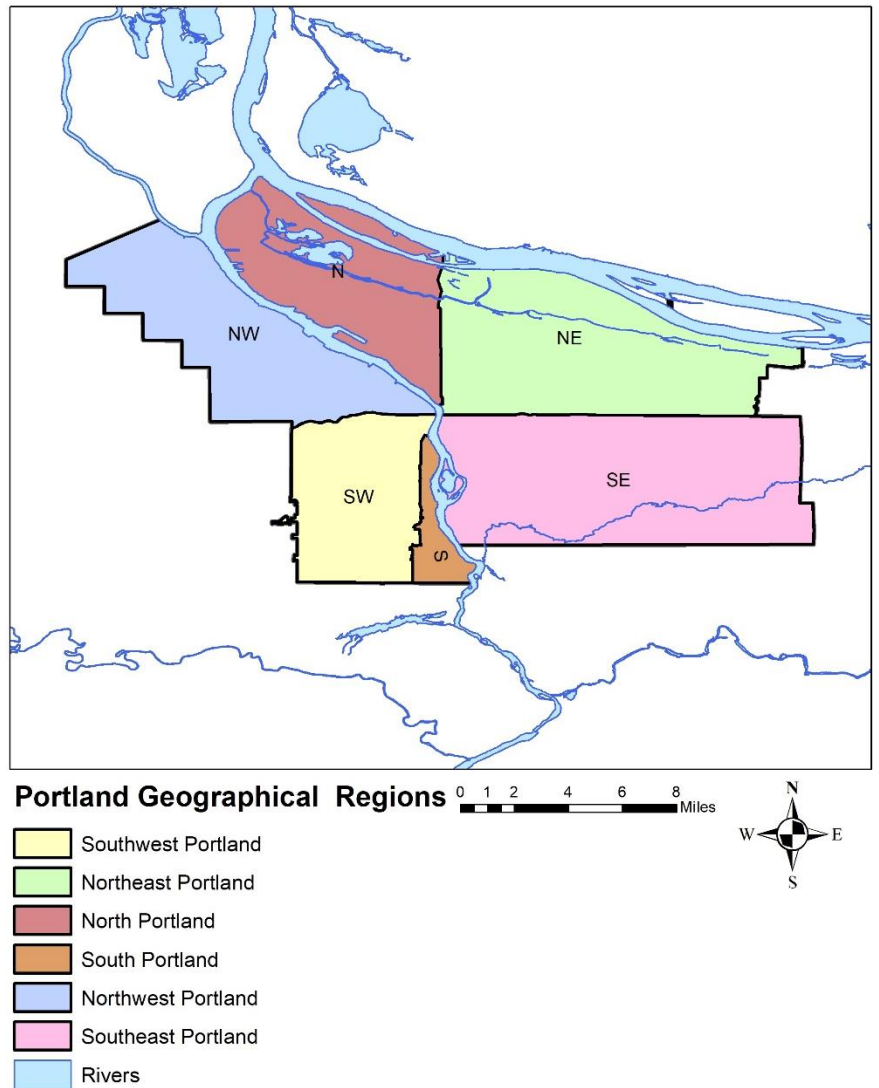 N
NW
NE
SW
SE
S
Portland Geographical Regions
0 1 2 4 6 8
Miles
N
W E
S
Southwest Portland
Northeast Portland
North Portland
South Portland
Northwest Portland
Southeast Portland
Rivers